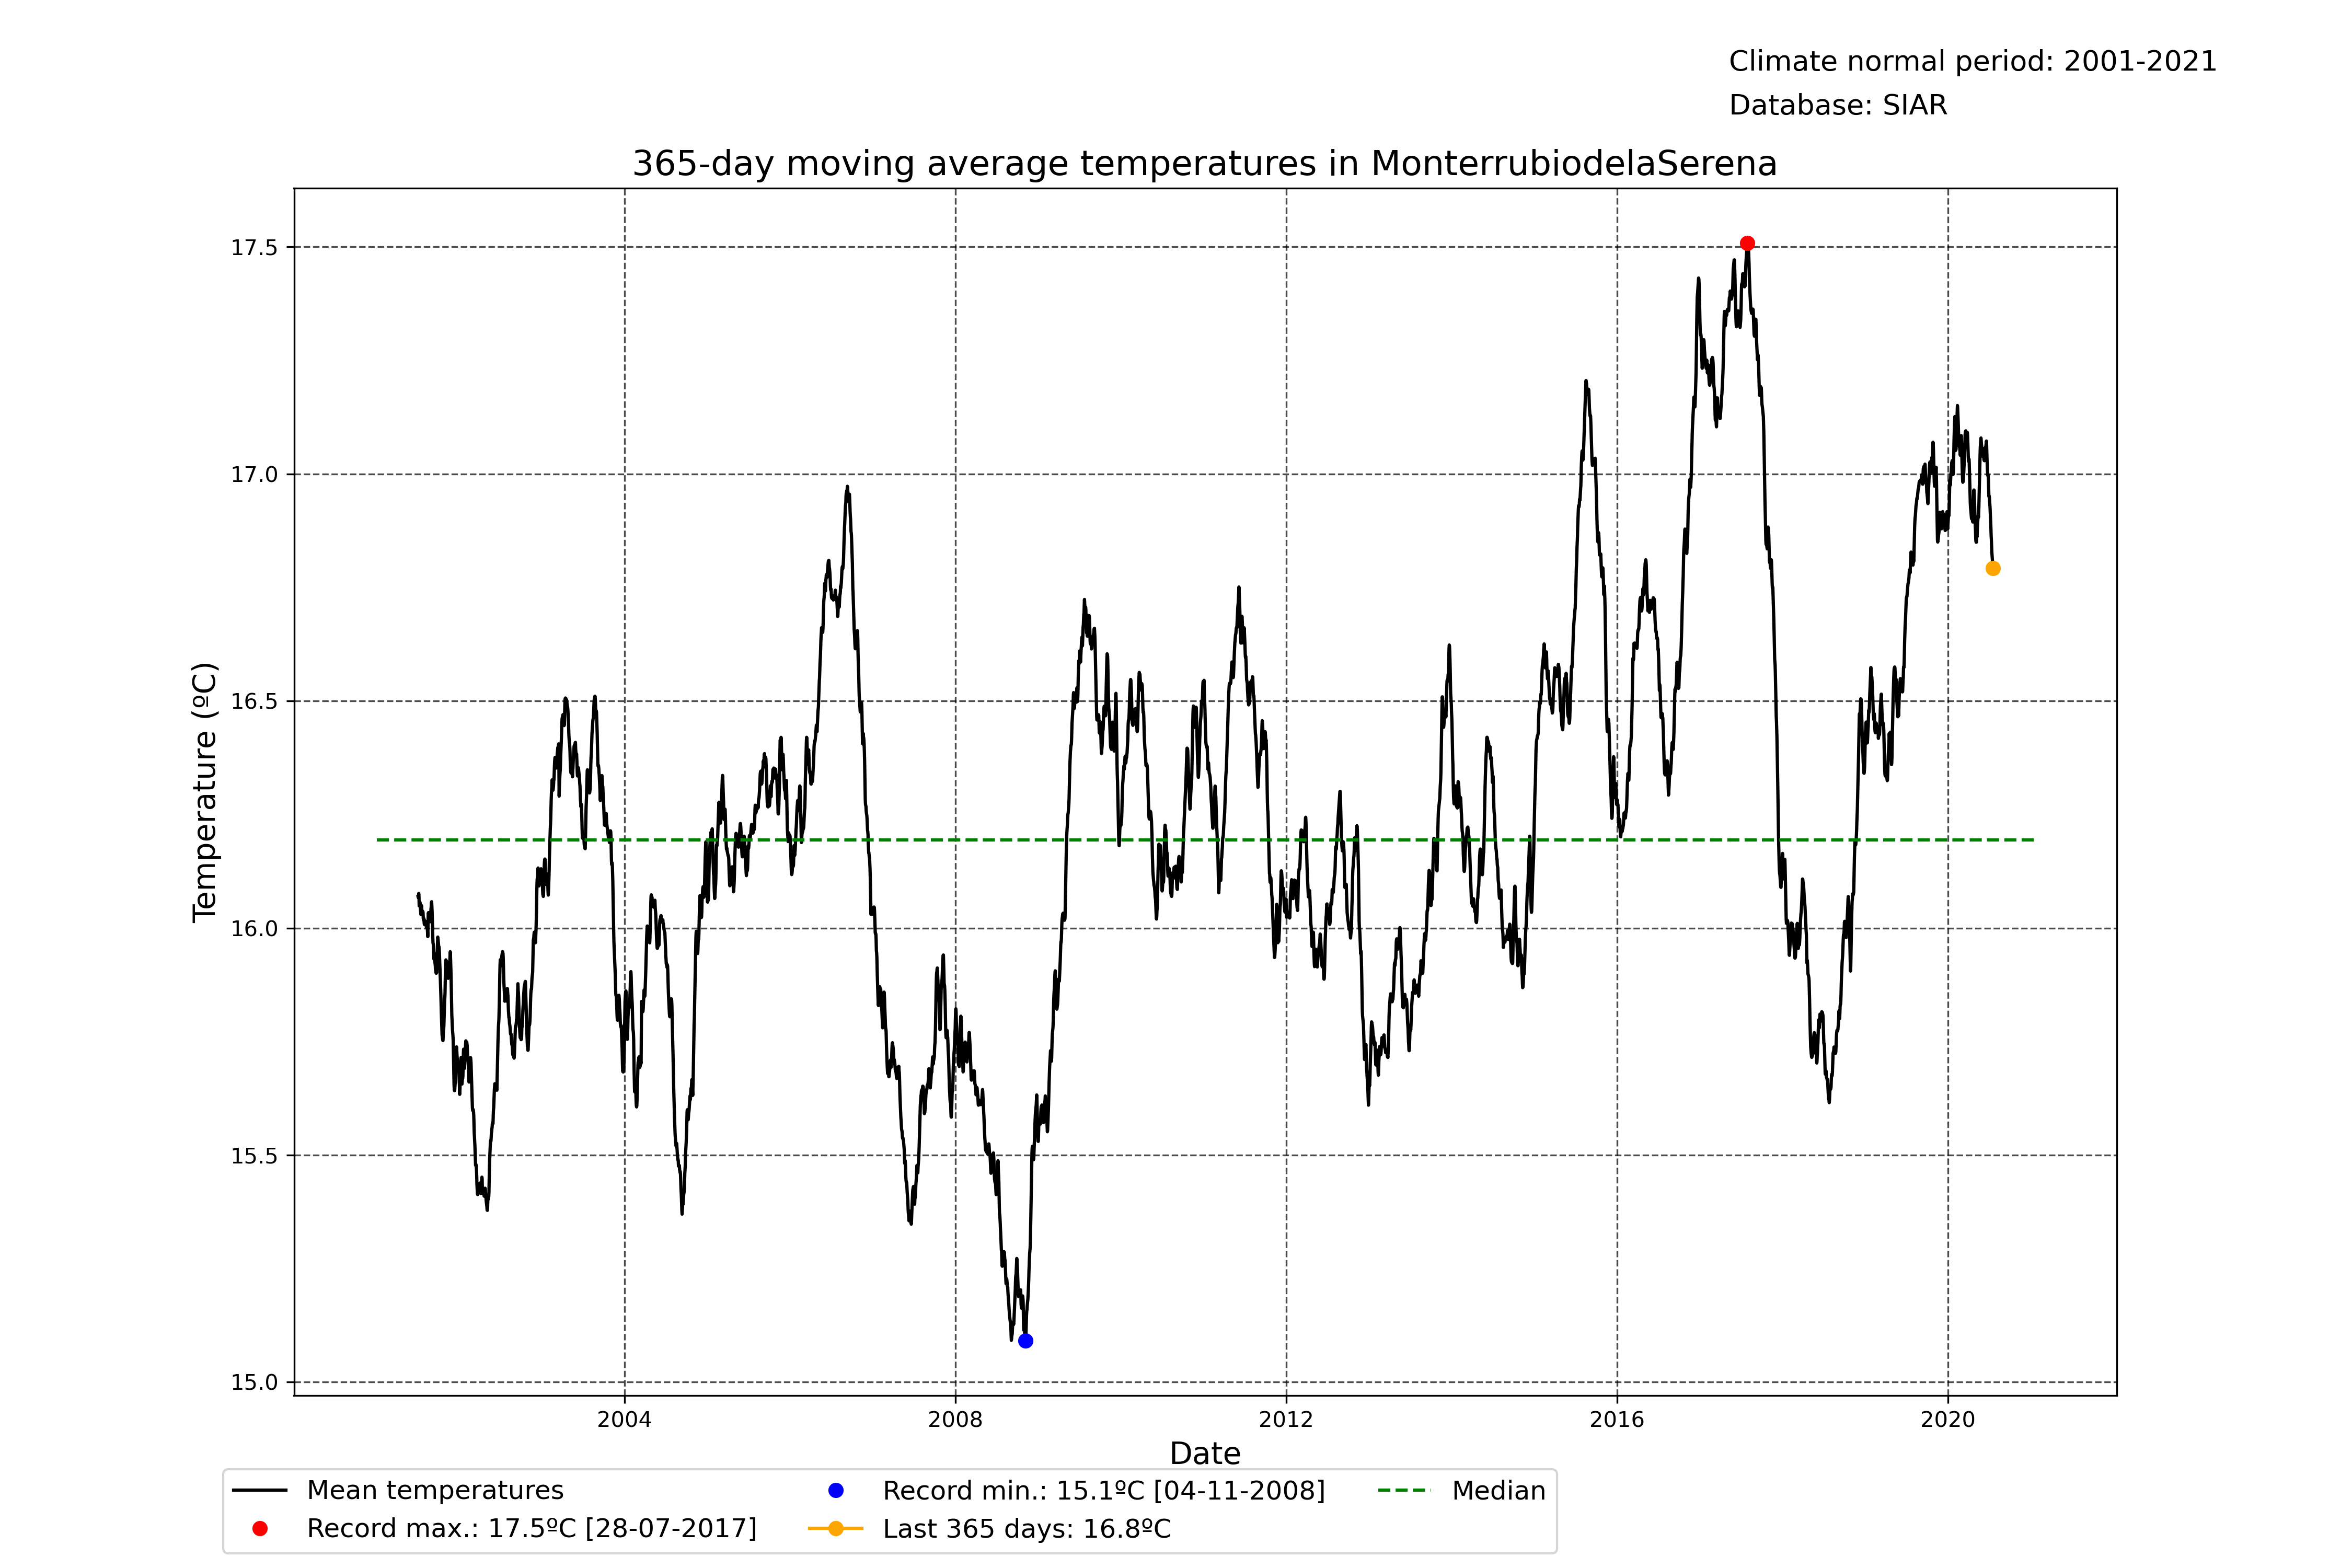 Climate normal period: 2001-2021
Database: SIAR
365-day moving average temperatures in MonterrubiodelaSerena
Temperature (ºC)
17.5
17.0
16.5
16.0
15.5
15.0
2004 2008 2012 2016 2020
Date
Mean temperatures
Record max.: 17.5ºC [28-07-2017]
Record min.: 15.1ºC [04-11-2008]
Last 365 days: 16.8ºC
Median